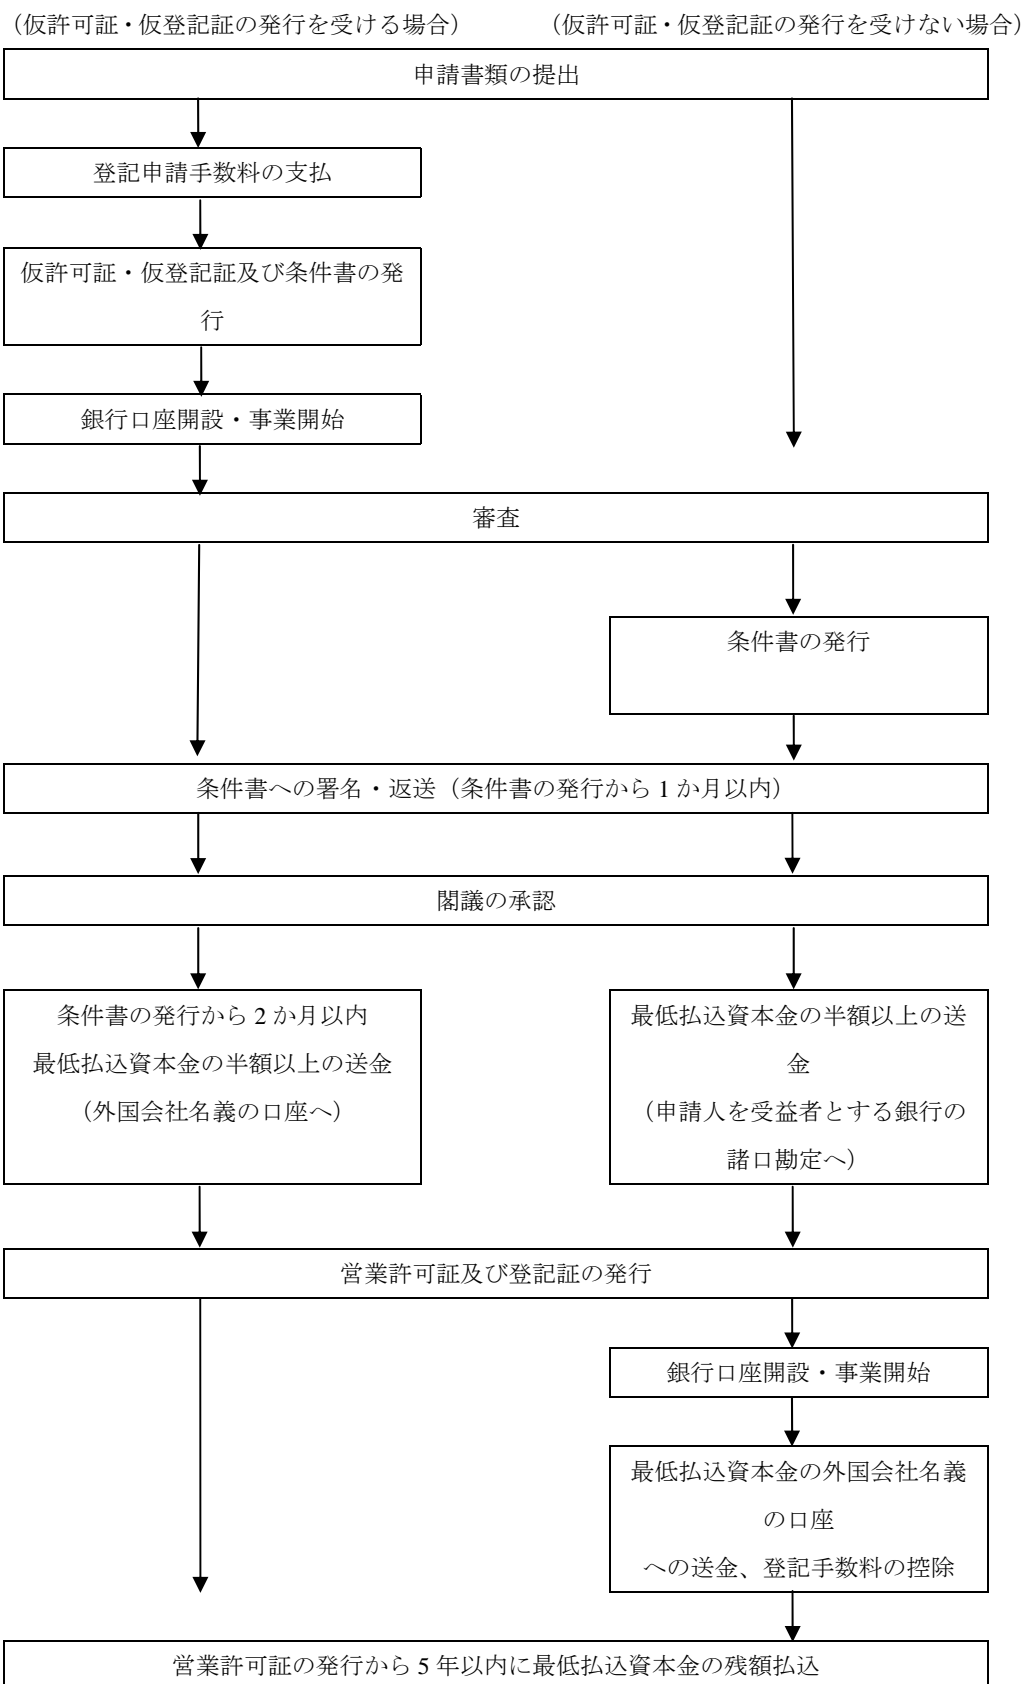 （仮許可証・仮登記証の発行を受ける場合）
（仮許可証・仮登記証の発行を受けない場合）
申請書類の提出
登記申請手数料の支払
仮許可証・仮登記証及び条件書の発
行
銀行口座開設・事業開始
審査
条件書の発行
条件書への署名・返送（条件書の発行から 1 か月以内）
閣議の承認
条件書の発行から 2 か月以内
最低払込資本金の半額以上の送金
（外国会社名義の口座へ）
最低払込資本金の半額以上の送
金
（申請人を受益者とする銀行の
諸口勘定へ）
営業許可証及び登記証の発行
銀行口座開設・事業開始
最低払込資本金の外国会社名義
の口座
への送金、登記手数料の控除
営業許可証の発行から 5 年以内に最低払込資本金の残額払込